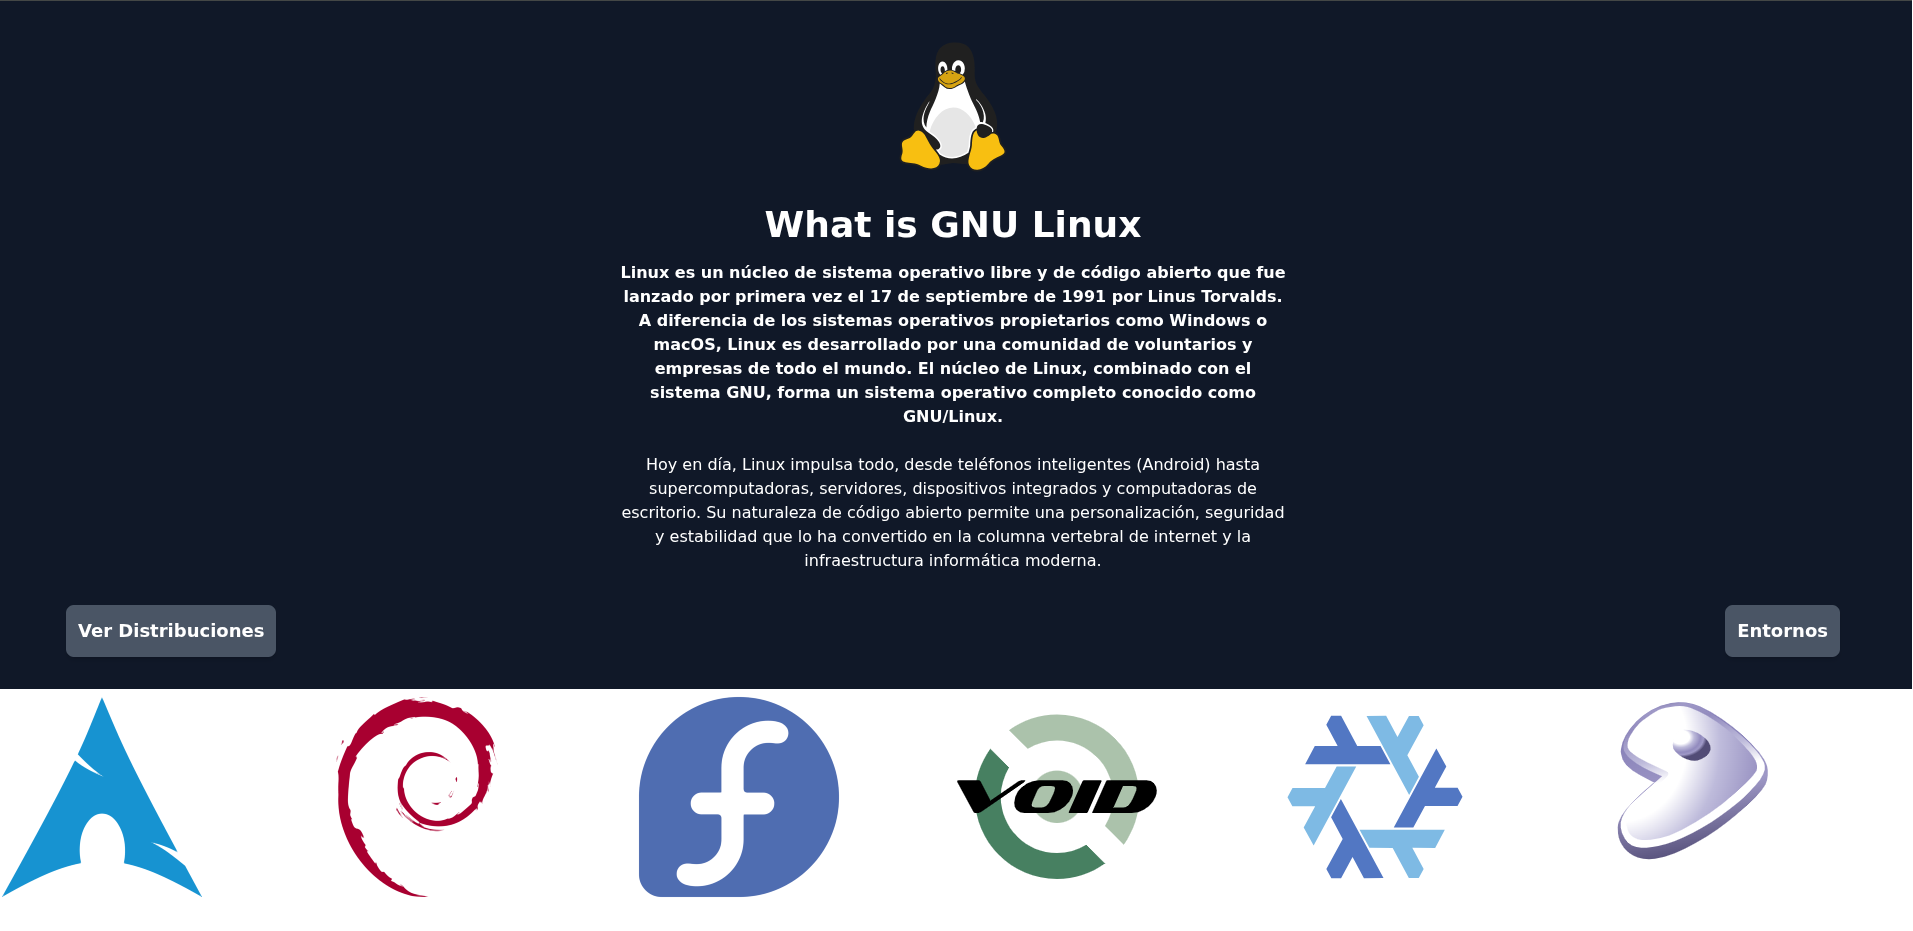 What is GNU Linux
Linux es un núcleo de sistema operativo libre y de código abierto que fue
lanzado por primera vez el 17 de septiembre de 1991 por Linus Torvalds.
A diferencia de los sistemas operativos propietarios como Windows o
macOS, Linux es desarrollado por una comunidad de voluntarios y
empresas de todo el mundo. El núcleo de Linux, combinado con el
sistema GNU, forma un sistema operativo completo conocido como
GNU/Linux.
Hoy en día, Linux impulsa todo, desde teléfonos inteligentes (Android) hasta
supercomputadoras, servidores, dispositivos integrados y computadoras de
escritorio. Su naturaleza de código abierto permite una personalización, seguridad
y estabilidad que lo ha convertido en la columna vertebral de internet y la
infraestructura informática moderna.
Ver Distribuciones
Entornos
VOID